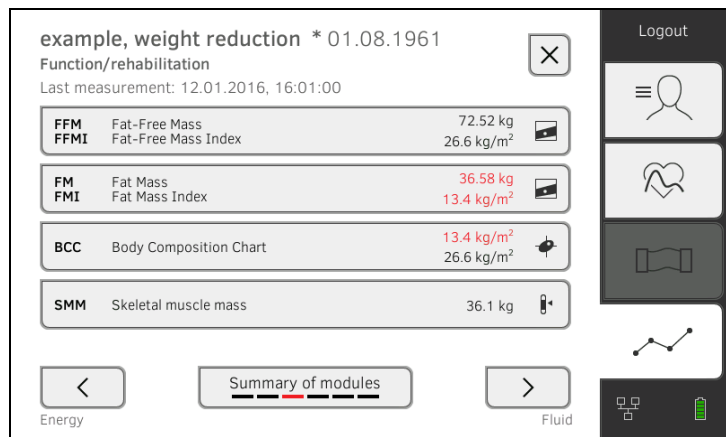 example, weight reduction * 01.08.1961
Function/rehabilitation
Last measurement: 12.01.2016, 16:01:00
Logout
FFM Fat-Free Mass 72.52 kg
FFMI Fat-Free Mass Index 26.6 kg/m²
FM Fat Mass 36.58 kg
FMI Fat Mass Index 13.4 kg/m²
BCC Body Composition Chart 13.4 kg/m²
26.6 kg/m²
SMM Skeletal muscle mass 36.1 kg
Summary of modules
Energy Fluid